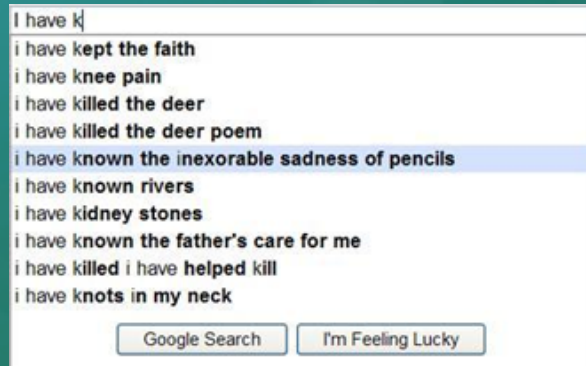 I have k
i have kept the faith
i have knee pain
i have killed the deer
i have killed the deer poem
i have known the inexorable sadness of pencils
i have known rivers
i have kidney stones
i have known the father's care for me
i have killed i have helped kill
i have knots in my neck
Google Search I'm Feeling Lucky